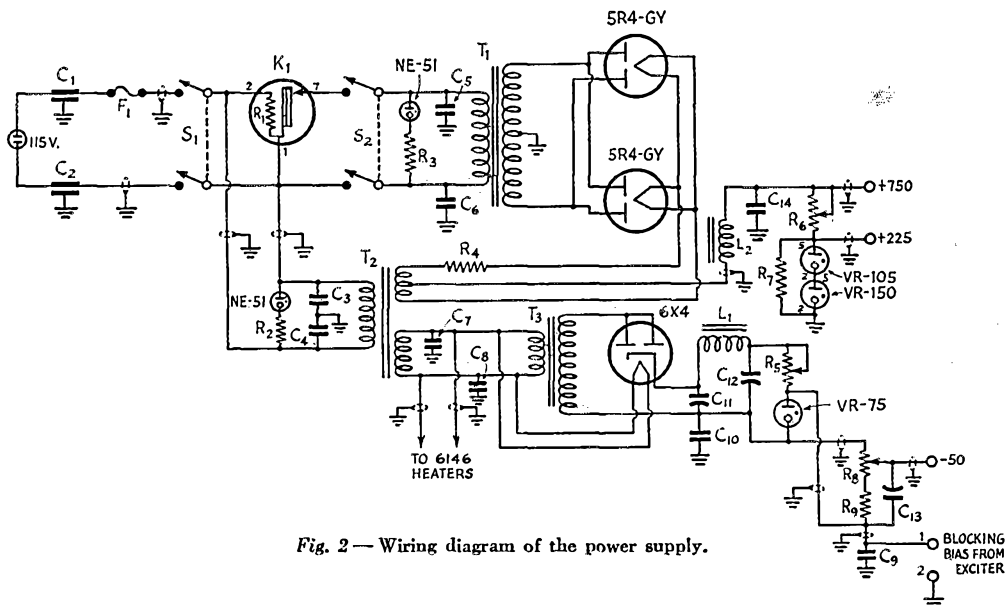 5R4-GY
T1
C1
K1
NE-51
C5
2
7
F1
R1
115V.
S1
S2
R3
1
C2
5R4-GY
C6
C14
+750
R6
L2
+225
R4
T2
5
R7
VR-105
2
5
VR-150
2
NE-51
C3
R2
C4
C7
T3
6X4
L1
C8
C12
R5
C11
VR-75
C10
TO 6146
HEATERS
R8
-50
R9
C13
1
BLOCKING
BIAS FROM
EXCITER
C9
2
Fig. 2 — Wiring diagram of the power supply.